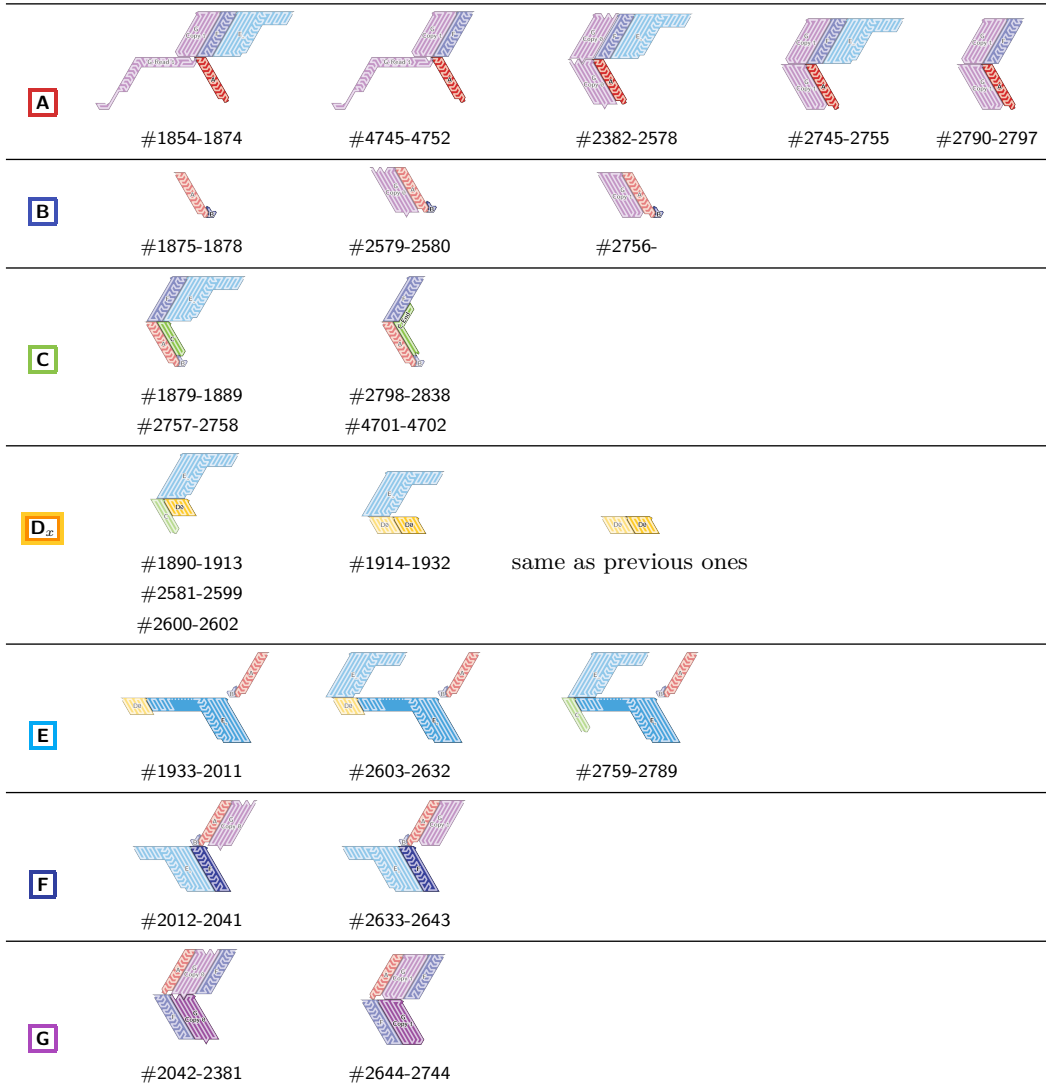 A
#1854-1874 #4745-4752 #2382-2578 #2745-2755 #2790-2797
B
#1875-1878 #2579-2580 #2756-
C
#1879-1889 #2798-2838
#2757-2758 #4701-4702
Dx
#1890-1913 #1914-1932 same as previous ones
#2581-2599
#2600-2602
E
#1933-2011 #2603-2632 #2759-2789
F
#2012-2041 #2633-2643
G
#2042-2381 #2644-2744